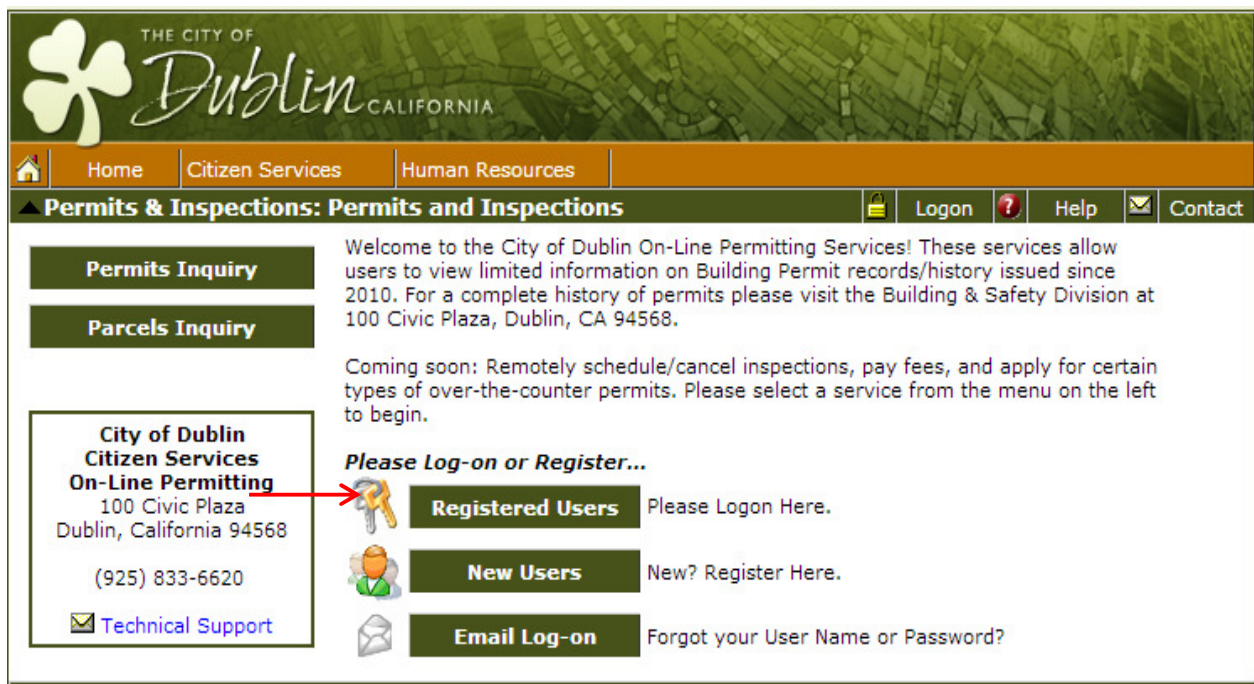 THE CITY OF
Dublin CALIFORNIA
Home Citizen Services Human Resources
Permits & Inspections: Permits and Inspections Logon ? Help Contact
Permits Inquiry
Parcels Inquiry
City of Dublin
Citizen Services
On-Line Permitting
100 Civic Plaza
Dublin, California 94568
(925) 833-6620
Technical Support
Welcome to the City of Dublin On-Line Permitting Services! These services allow
users to view limited information on Building Permit records/history issued since
2010. For a complete history of permits please visit the Building & Safety Division at
100 Civic Plaza, Dublin, CA 94568.
Coming soon: Remotely schedule/cancel inspections, pay fees, and apply for certain
types of over-the-counter permits. Please select a service from the menu on the left
to begin.
Please Log-on or Register...
Registered Users Please Logon Here.
New Users New? Register Here.
Email Log-on Forgot your User Name or Password?